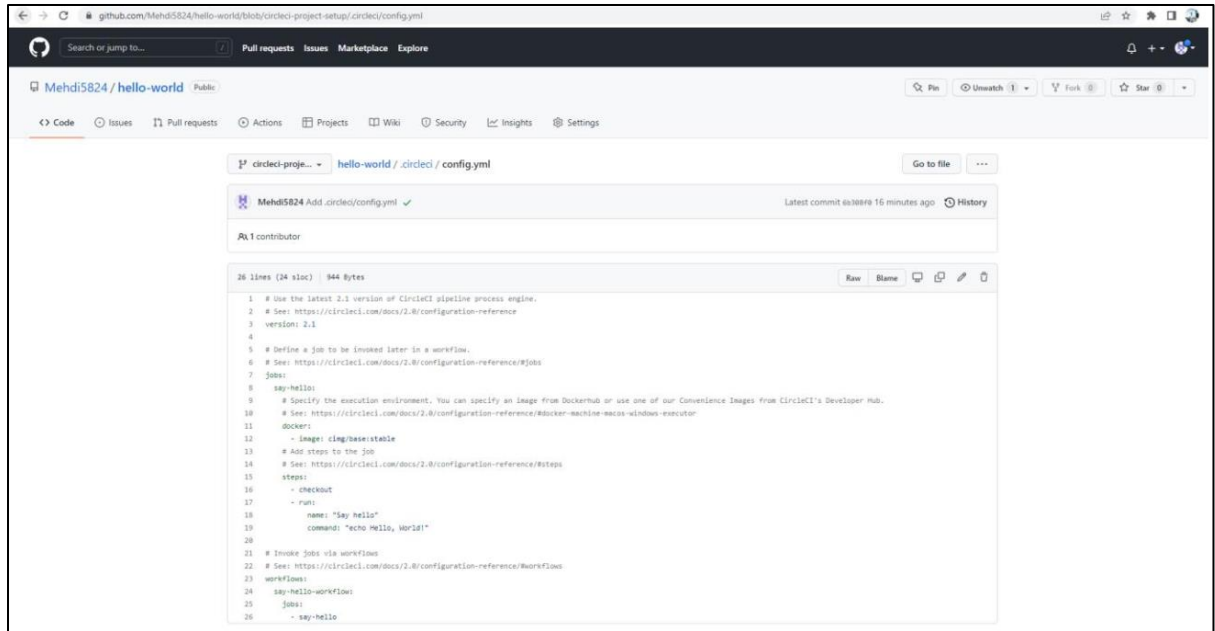 github.com/Mehdi5824/hello-world/blob/circleci-project-setup/.circleci/config.yml
Search or jump to... / Pull requests Issues Marketplace Explore
Mehdi5824 / hello-world Public Pin Unwatch 1 Fork 0 Star 0
<> Code Issues Pull requests Actions Projects Wiki Security Insights Settings
circleci-proje... hello-world / .circleci / config.yml Go to file ...
Mehdi5824 Add .circleci/config.yml Latest commit 16 minutes ago History
1 contributor
26 lines (24 sloc) 944 Bytes Raw Blame
1 # Use the latest 2.1 version of CircleCI pipeline process engine.
2 # See: https://circleci.com/docs/2.0/configuration-reference
3 version: 2.1
4
5 # Define a job to be invoked later in a workflow.
6 # See: https://circleci.com/docs/2.0/configuration-reference/#jobs
7 jobs:
8 say-hello:
9 # Specify the execution environment. You can specify an image from Dockerhub or use one of our Convenience Images from CircleCI's Developer Hub.
10 # See: https://circleci.com/docs/2.0/configuration-reference/#docker-machine-macos-windows-executor
11 docker:
12 - image: cimg/base:stable
13 # Add steps to the job
14 # See: https://circleci.com/docs/2.0/configuration-reference/#steps
15 steps:
16 - checkout
17 - run:
18 name: "Say hello"
19 command: "echo Hello, World!"
20
21 # Invoke jobs via workflows
22 # See: https://circleci.com/docs/2.0/configuration-reference/#workflows
23 workflows:
24 say-hello-workflow:
25 jobs:
26 - say-hello